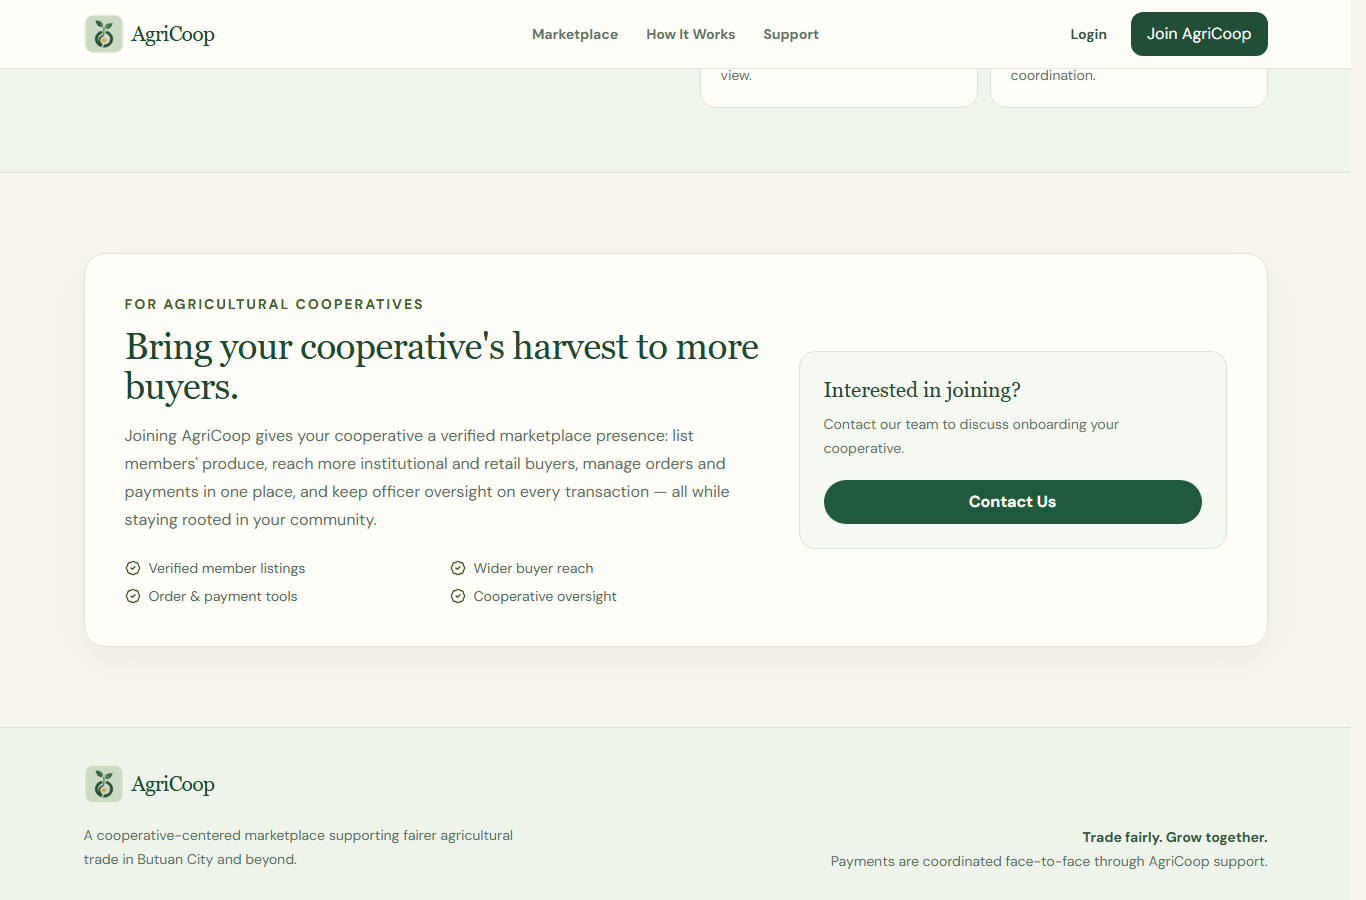 AgriCoop
Marketplace
How It Works
Support
Login
Join AgriCoop
view.
coordination.
FOR AGRICULTURAL COOPERATIVES
Bring your cooperative's harvest to more
buyers.
Joining AgriCoop gives your cooperative a verified marketplace presence: list
members' produce, reach more institutional and retail buyers, manage orders and
payments in one place, and keep officer oversight on every transaction — all while
staying rooted in your community.
Verified member listings
Wider buyer reach
Order & payment tools
Cooperative oversight
Interested in joining?
Contact our team to discuss onboarding your
cooperative.
Contact Us
AgriCoop
A cooperative-centered marketplace supporting fairer agricultural
trade in Butuan City and beyond.
Trade fairly. Grow together.
Payments are coordinated face-to-face through AgriCoop support.